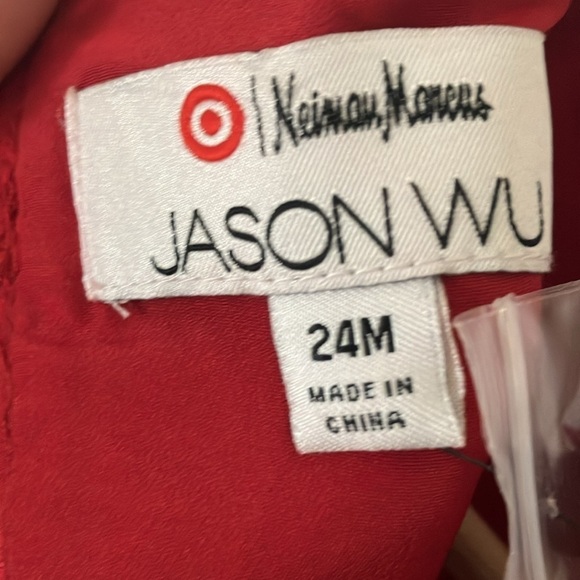 | Neiman Marcus
JASON WU
24M
MADE IN
CHINA